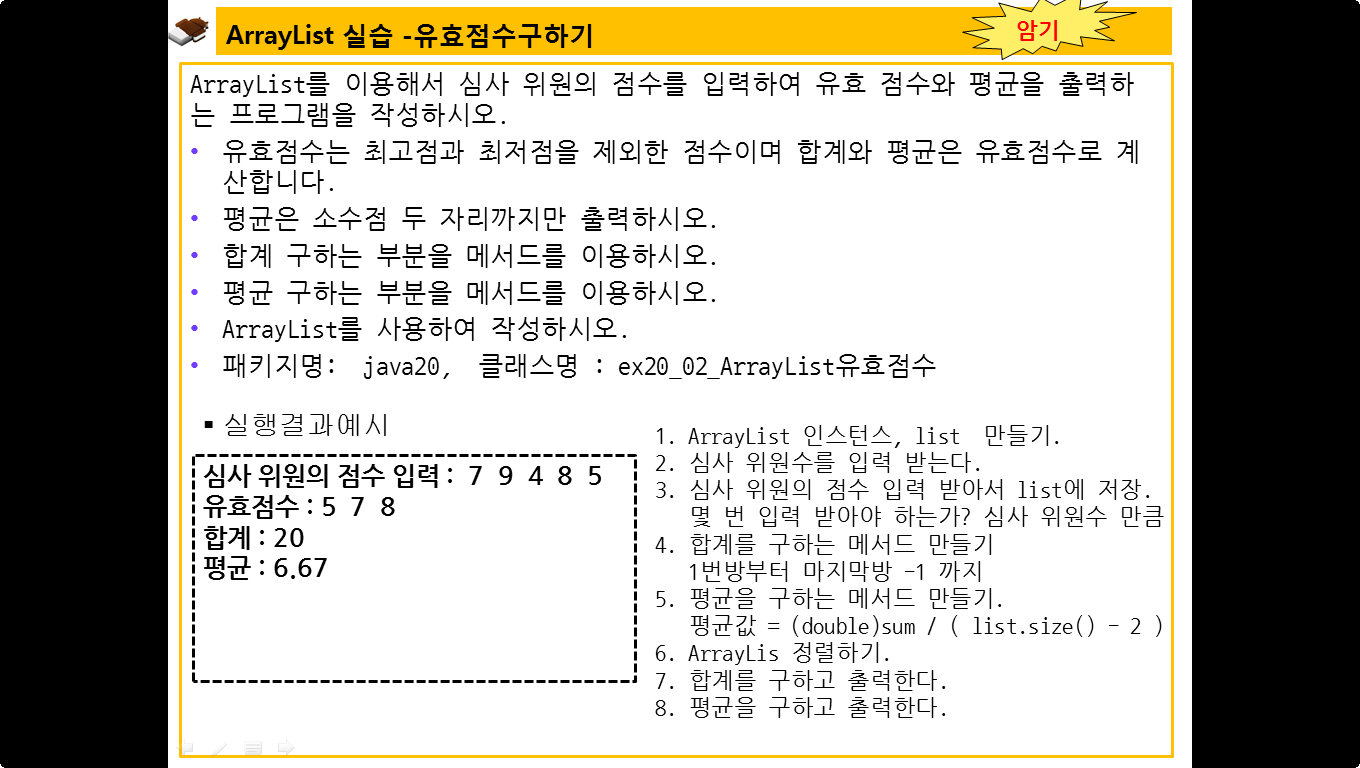 ArrayList 실습 -유효점수구하기
암기
ArrayList를 이용해서 심사 위원의 점수를 입력하여 유효 점수와 평균을 출력하
는 프로그램을 작성하시오.
• 유효점수는 최고점과 최저점을 제외한 점수이며 합계와 평균은 유효점수로 계
산합니다.
• 평균은 소수점 두 자리까지만 출력하시오.
• 합계 구하는 부분을 메서드를 이용하시오.
• 평균 구하는 부분을 메서드를 이용하시오.
• ArrayList를 사용하여 작성하시오.
• 패키지명: java20, 클래스명 : ex20_02_ArrayList유효점수
▪ 실행결과예시
심사 위원의 점수 입력 : 7 9 4 8 5
유효점수 : 5 7 8
합계 : 20
평균 : 6.67
1. ArrayList 인스턴스, list 만들기.
2. 심사 위원수를 입력 받는다.
3. 심사 위원의 점수 입력 받아서 list에 저장.
몇 번 입력 받아야 하는가? 심사 위원수 만큼
4. 합계를 구하는 메서드 만들기
1번방부터 마지막방 -1 까지
5. 평균을 구하는 메서드 만들기.
평균값 = (double)sum / ( list.size() - 2 )
6. ArrayLis 정렬하기.
7. 합계를 구하고 출력한다.
8. 평균을 구하고 출력한다.